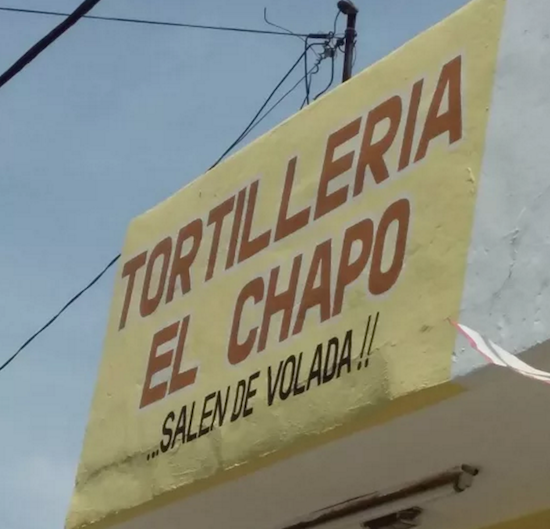 TORTILLERIA
EL CHAPO
...SALEN DE VOLADA!!